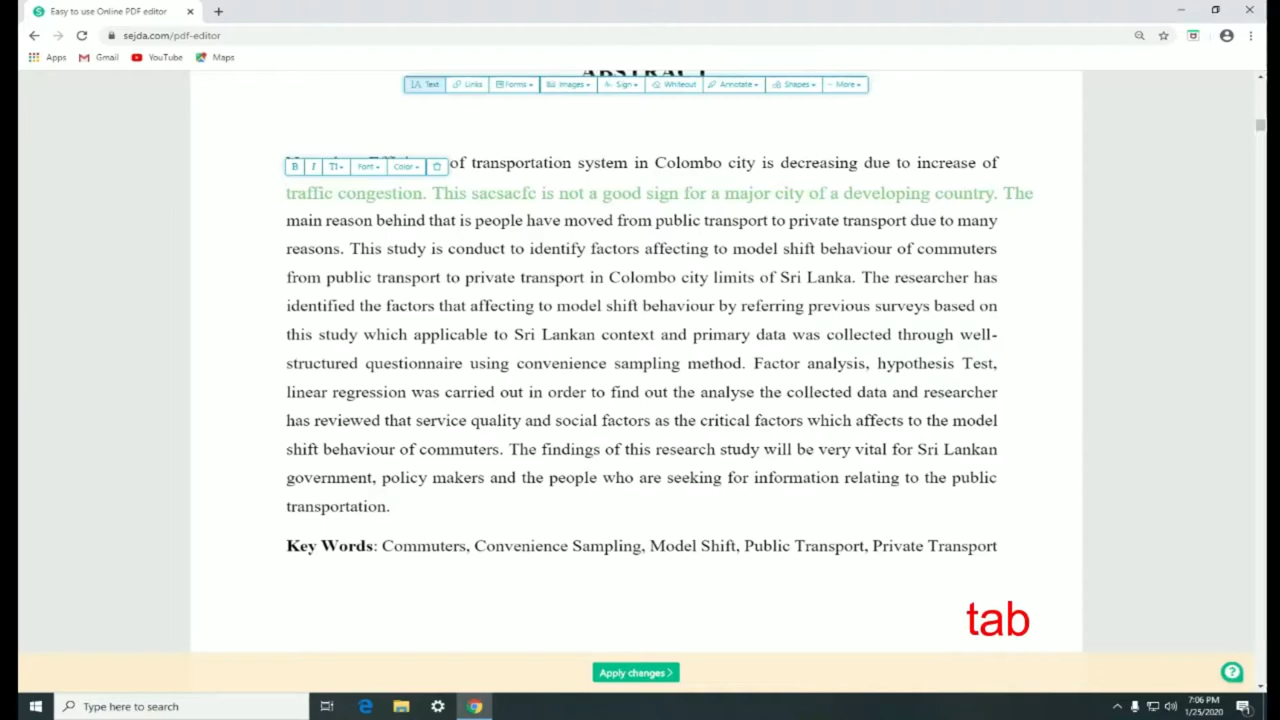 Easy to use Online PDF editor
sejda.com/pdf-editor
Apps Gmail YouTube Maps
ABSTRACT
Text Links Forms Images Sign Whiteout Annotate Shapes More
B I TI Font Color
of transportation system in Colombo city is decreasing due to increase of
traffic congestion. This sacsacfc is not a good sign for a major city of a developing country. The
main reason behind that is people have moved from public transport to private transport due to many
reasons. This study is conduct to identify factors affecting to model shift behaviour of commuters
from public transport to private transport in Colombo city limits of Sri Lanka. The researcher has
identified the factors that affecting to model shift behaviour by referring previous surveys based on
this study which applicable to Sri Lankan context and primary data was collected through well-
structured questionnaire using convenience sampling method. Factor analysis, hypothesis Test,
linear regression was carried out in order to find out the analyse the collected data and researcher
has reviewed that service quality and social factors as the critical factors which affects to the model
shift behaviour of commuters. The findings of this research study will be very vital for Sri Lankan
government, policy makers and the people who are seeking for information relating to the public
transportation.
Key Words: Commuters, Convenience Sampling, Model Shift, Public Transport, Private Transport
tab
Apply changes
Type here to search
7:06 PM
1/25/2020